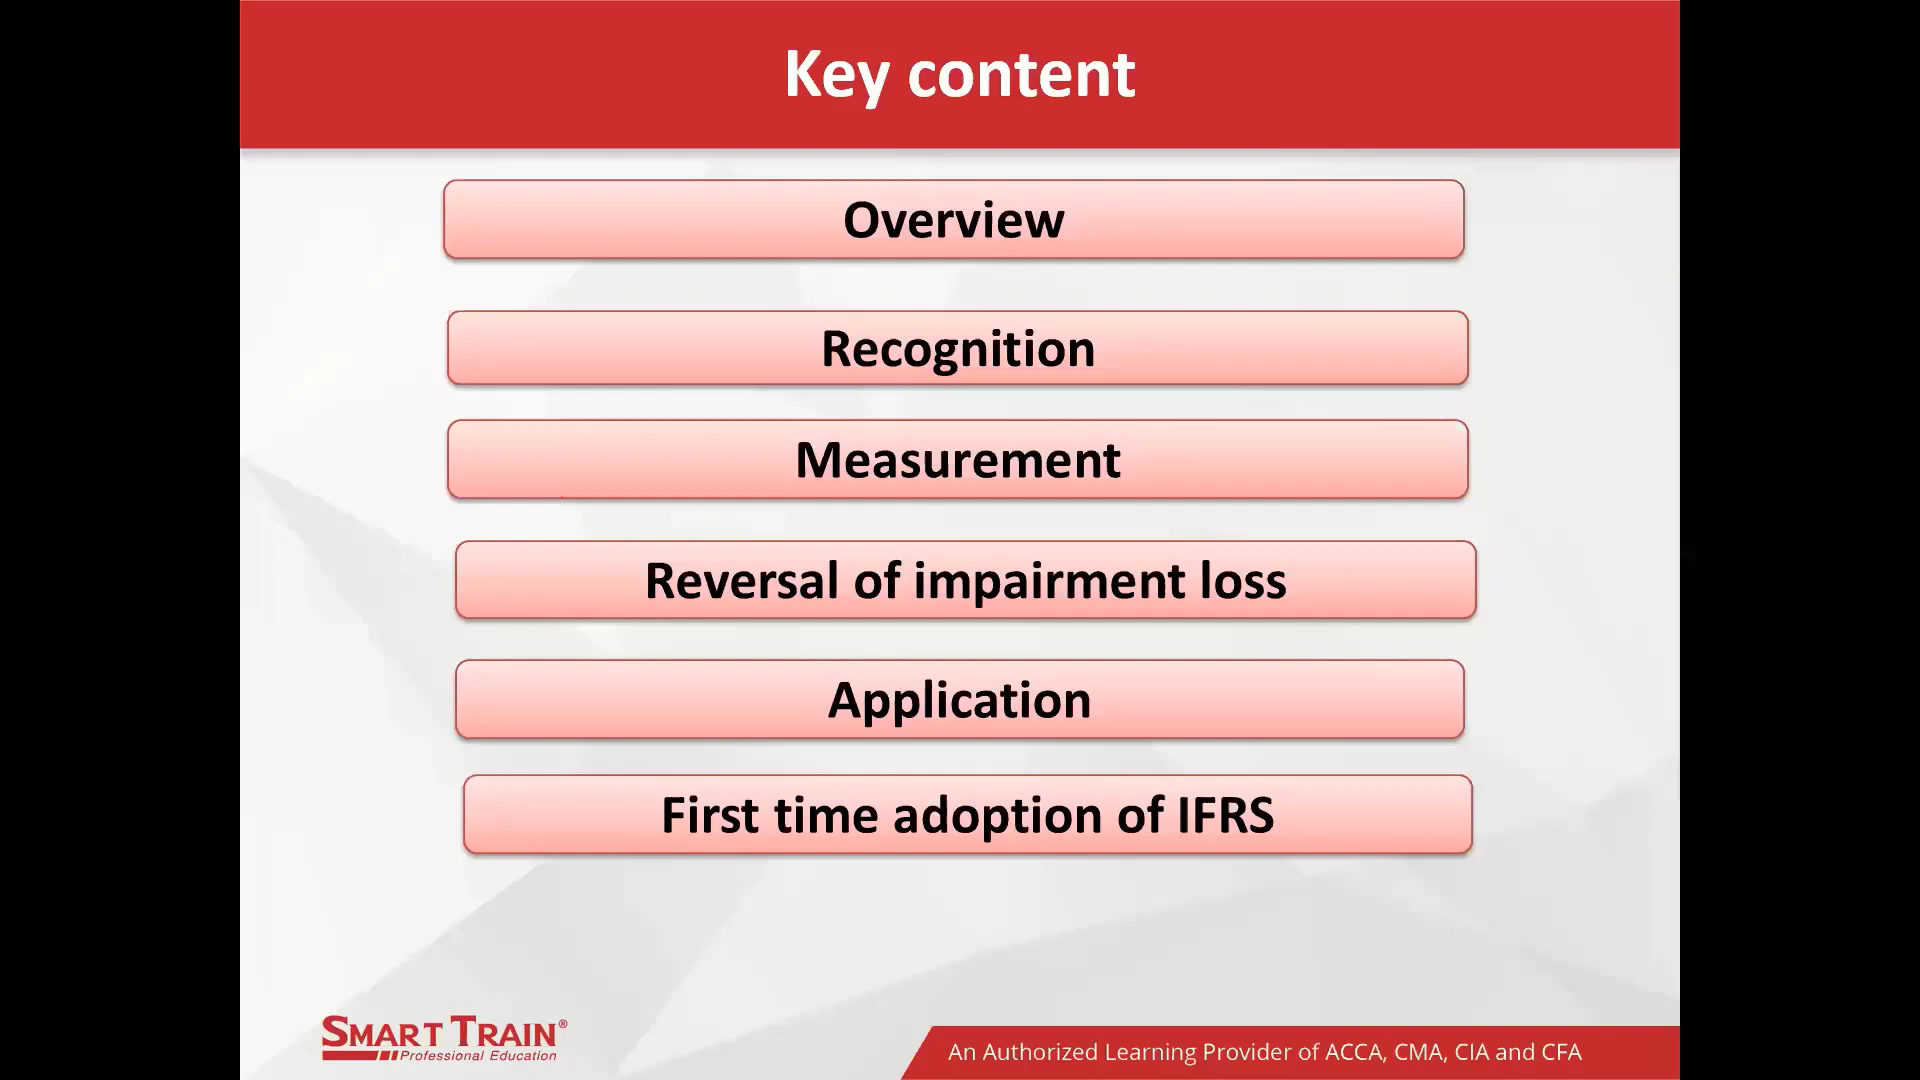 Key content
Overview
Recognition
Measurement
Reversal of impairment loss
Application
First time adoption of IFRS
SMART TRAIN®
Professional Education
An Authorized Learning Provider of ACCA, CMA, CIA and CFA